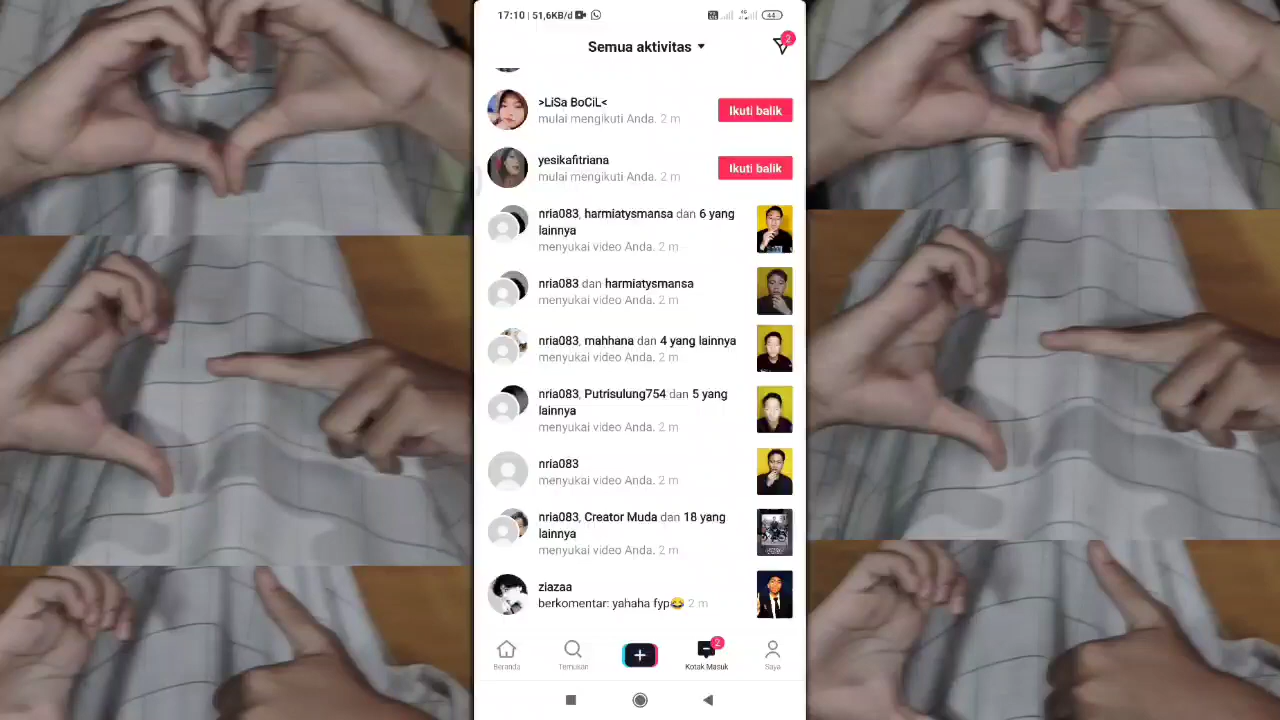 17:10 | 51,6KB/d
44
Semua aktivitas
2
>LiSa BoCiL<
mulai mengikuti Anda. 2 m
Ikuti balik
yesikafitriana
mulai mengikuti Anda. 2 m
Ikuti balik
nria083, harmiatysmansa dan 6 yang
lainnya
menyukai video Anda. 2 m
nria083 dan harmiatysmansa
menyukai video Anda. 2 m
nria083, mahhana dan 4 yang lainnya
menyukai video Anda. 2 m
nria083, Putrisulung754 dan 5 yang
lainnya
menyukai video Anda. 2 m
nria083
menyukai video Anda. 2 m
nria083, Creator Muda dan 18 yang
lainnya
menyukai video Anda. 2 m
ziazaa
berkomentar: yahaha fyp😂 2 m
2
Beranda
Temukan
Kotak Masuk
Saya